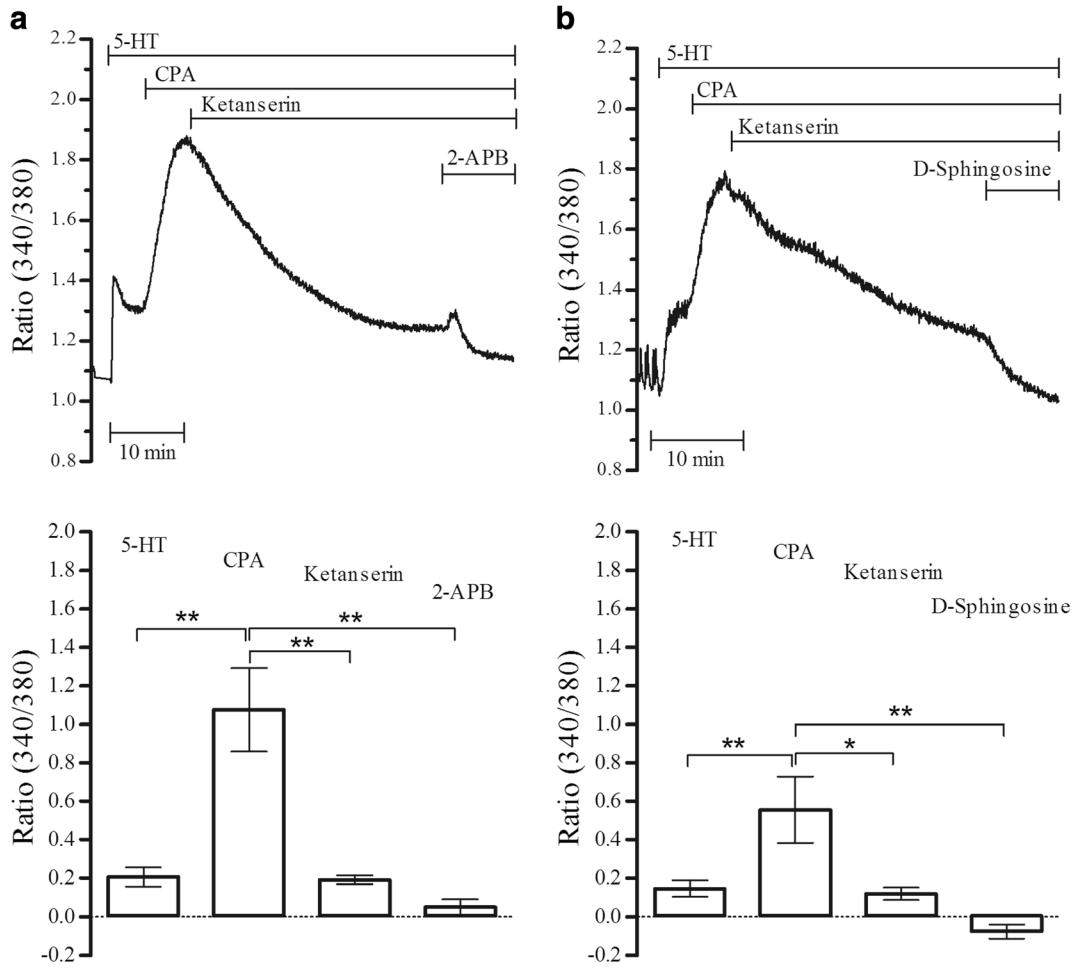 a
2.2
2.0
1.8
1.6
1.4
1.2
1.0
0.8
Ratio (340/380)
5-HT
CPA
Ketanserin
2-APB
10 min
b
2.2
2.0
1.8
1.6
1.4
1.2
1.0
0.8
Ratio (340/380)
5-HT
CPA
Ketanserin
D-Sphingosine
10 min
2.0
1.8
1.6
1.4
1.2
1.0
0.8
0.6
0.4
0.2
0.0
-0.2
Ratio (340/380)
5-HT
CPA
Ketanserin
2-APB
**
**
**
2.0
1.8
1.6
1.4
1.2
1.0
0.8
0.6
0.4
0.2
0.0
-0.2
Ratio (340/380)
5-HT
CPA
Ketanserin
D-Sphingosine
**
**
*